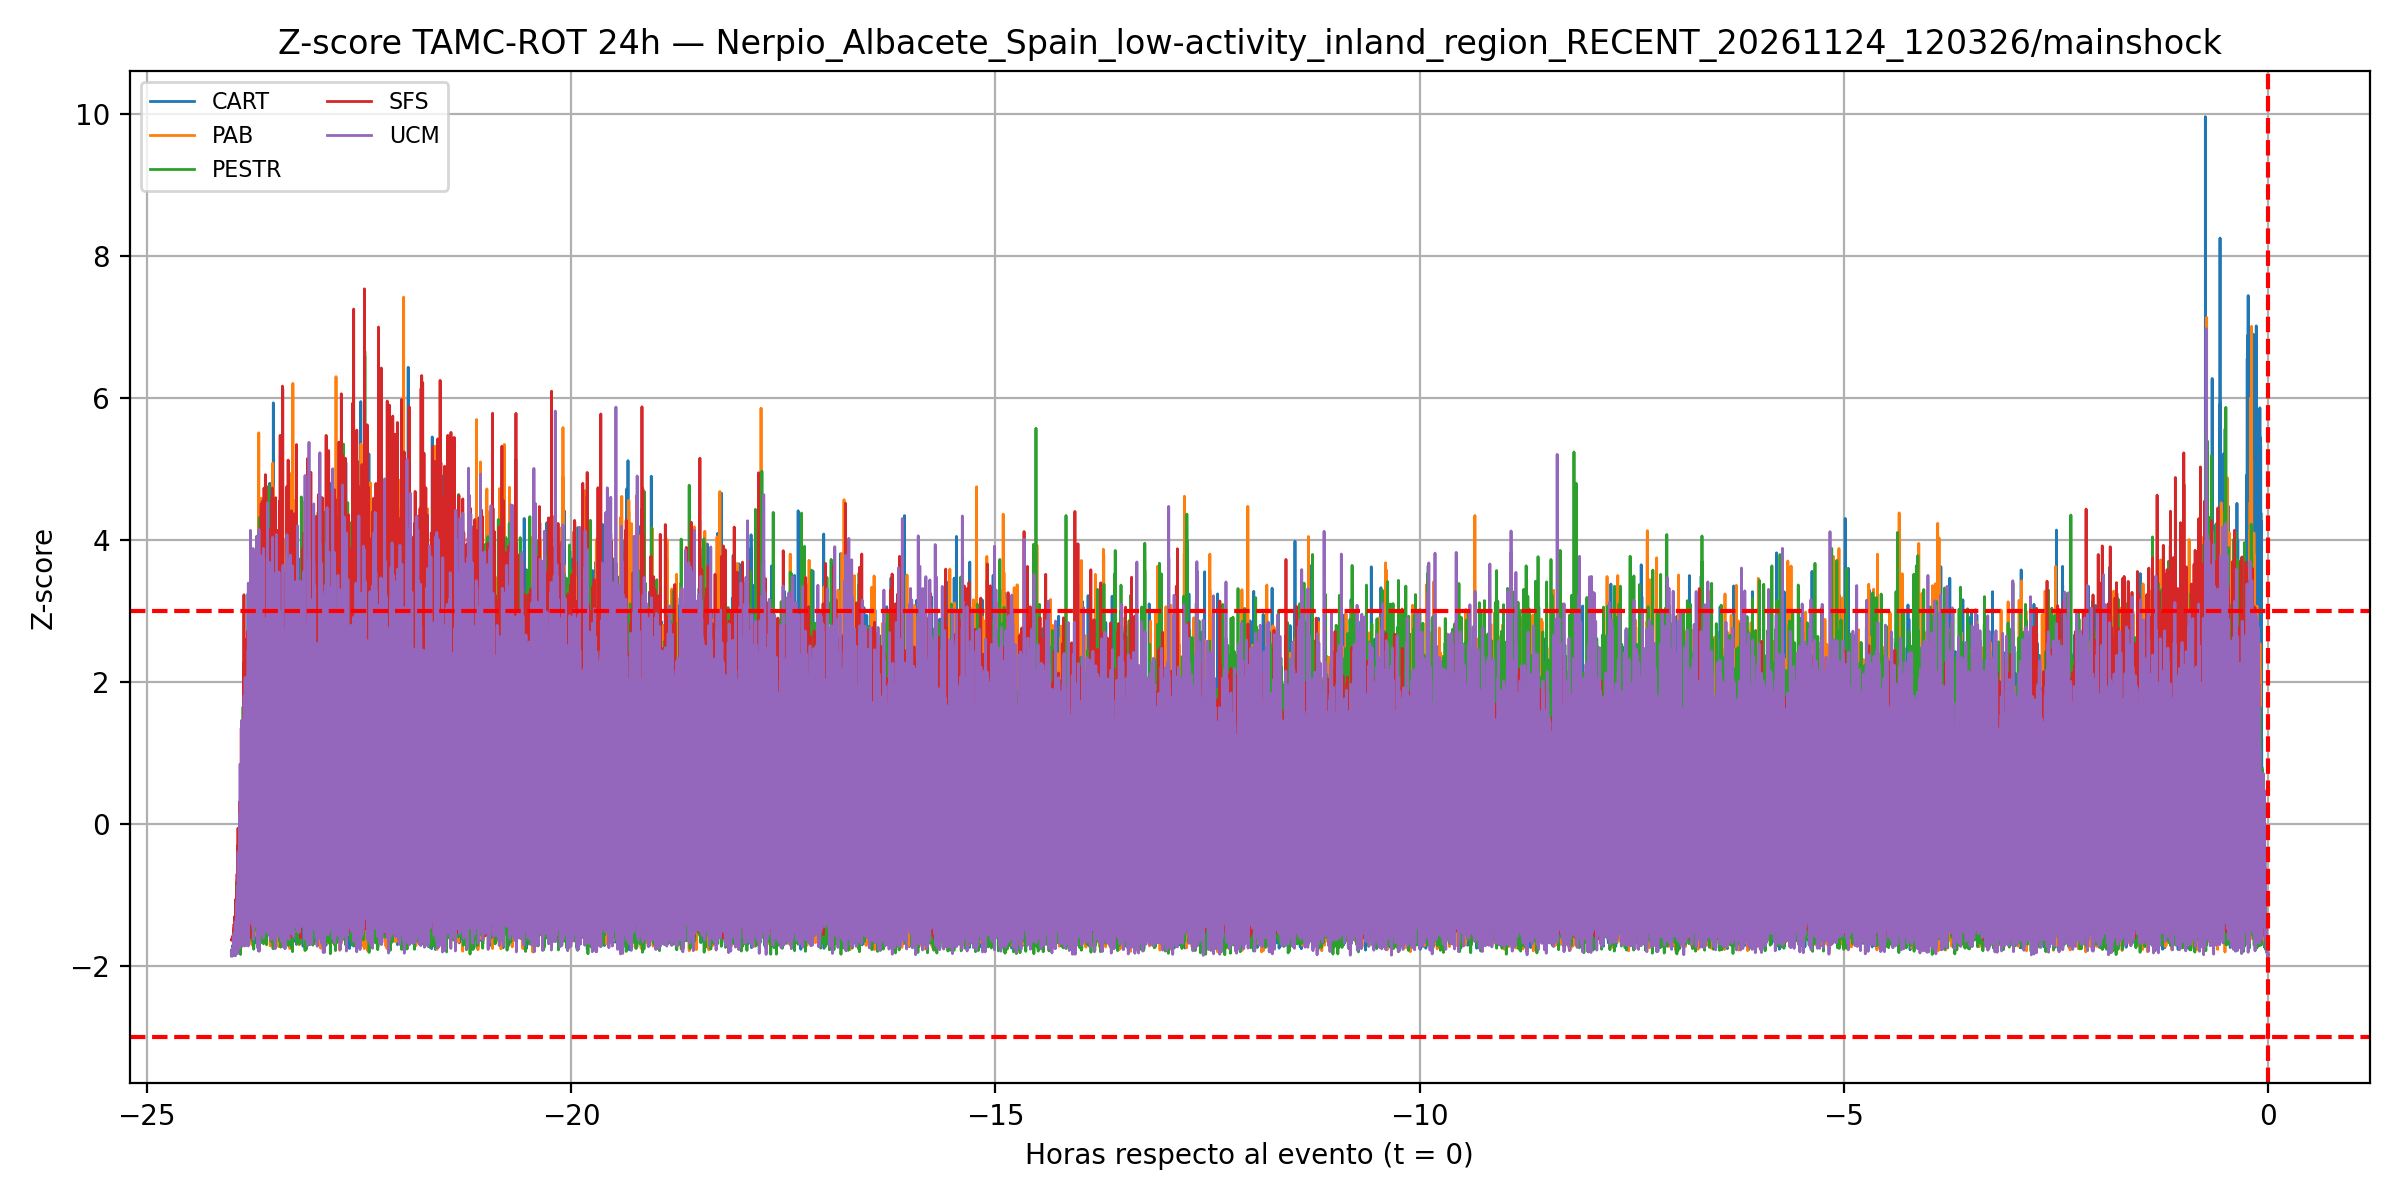 Z-score TAMC-ROT 24h — Nerpio_Albacete_Spain_low-activity_inland_region_RECENT_20261124_120326/mainshock
CART
PAB
PESTR
SFS
UCM
10
8
6
4
2
0
−2
Z-score
−25
−20
−15
−10
−5
0
Horas respecto al evento (t = 0)